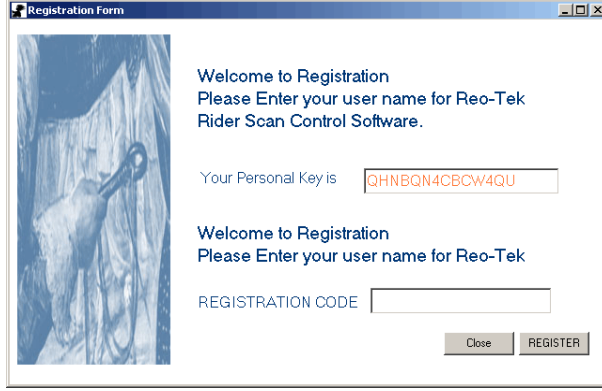 Registration Form
Welcome to Registration
Please Enter your user name for Reo-Tek
Rider Scan Control Software.
Your Personal Key is QHNBQN4CBCW4QU
Welcome to Registration
Please Enter your user name for Reo-Tek
REGISTRATION CODE
Close REGISTER